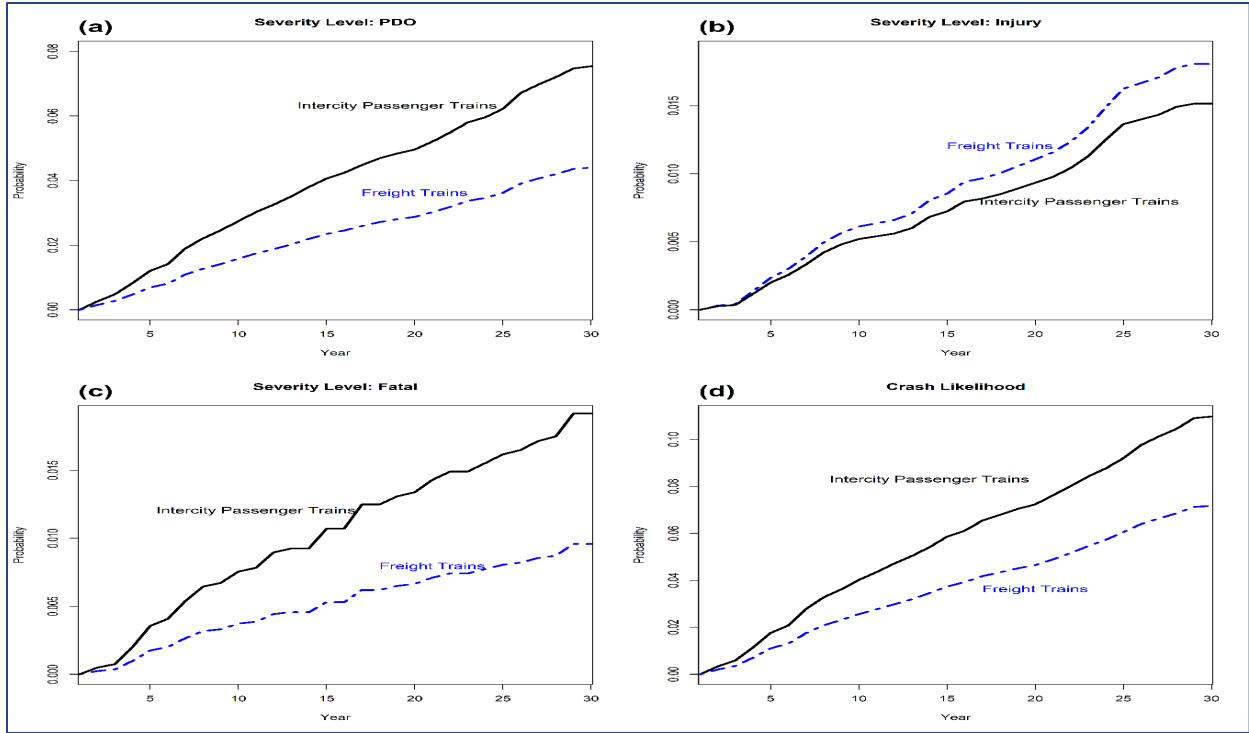 (a)
Severity Level: PDO
0.08
0.06
0.04
0.02
0.00
Probability
Intercity Passenger Trains
Freight Trains
5 10 15 20 25 30
Year
(b)
Severity Level: Injury
0.015
0.010
0.005
0.000
Probability
Freight Trains
Intercity Passenger Trains
5 10 15 20 25 30
Year
(c)
Severity Level: Fatal
0.015
0.010
0.005
0.000
Probability
Intercity Passenger Trains
Freight Trains
5 10 15 20 25 30
Year
(d)
Crash Likelihood
0.10
0.08
0.06
0.04
0.02
0.00
Probability
Intercity Passenger Trains
Freight Trains
5 10 15 20 25 30
Year